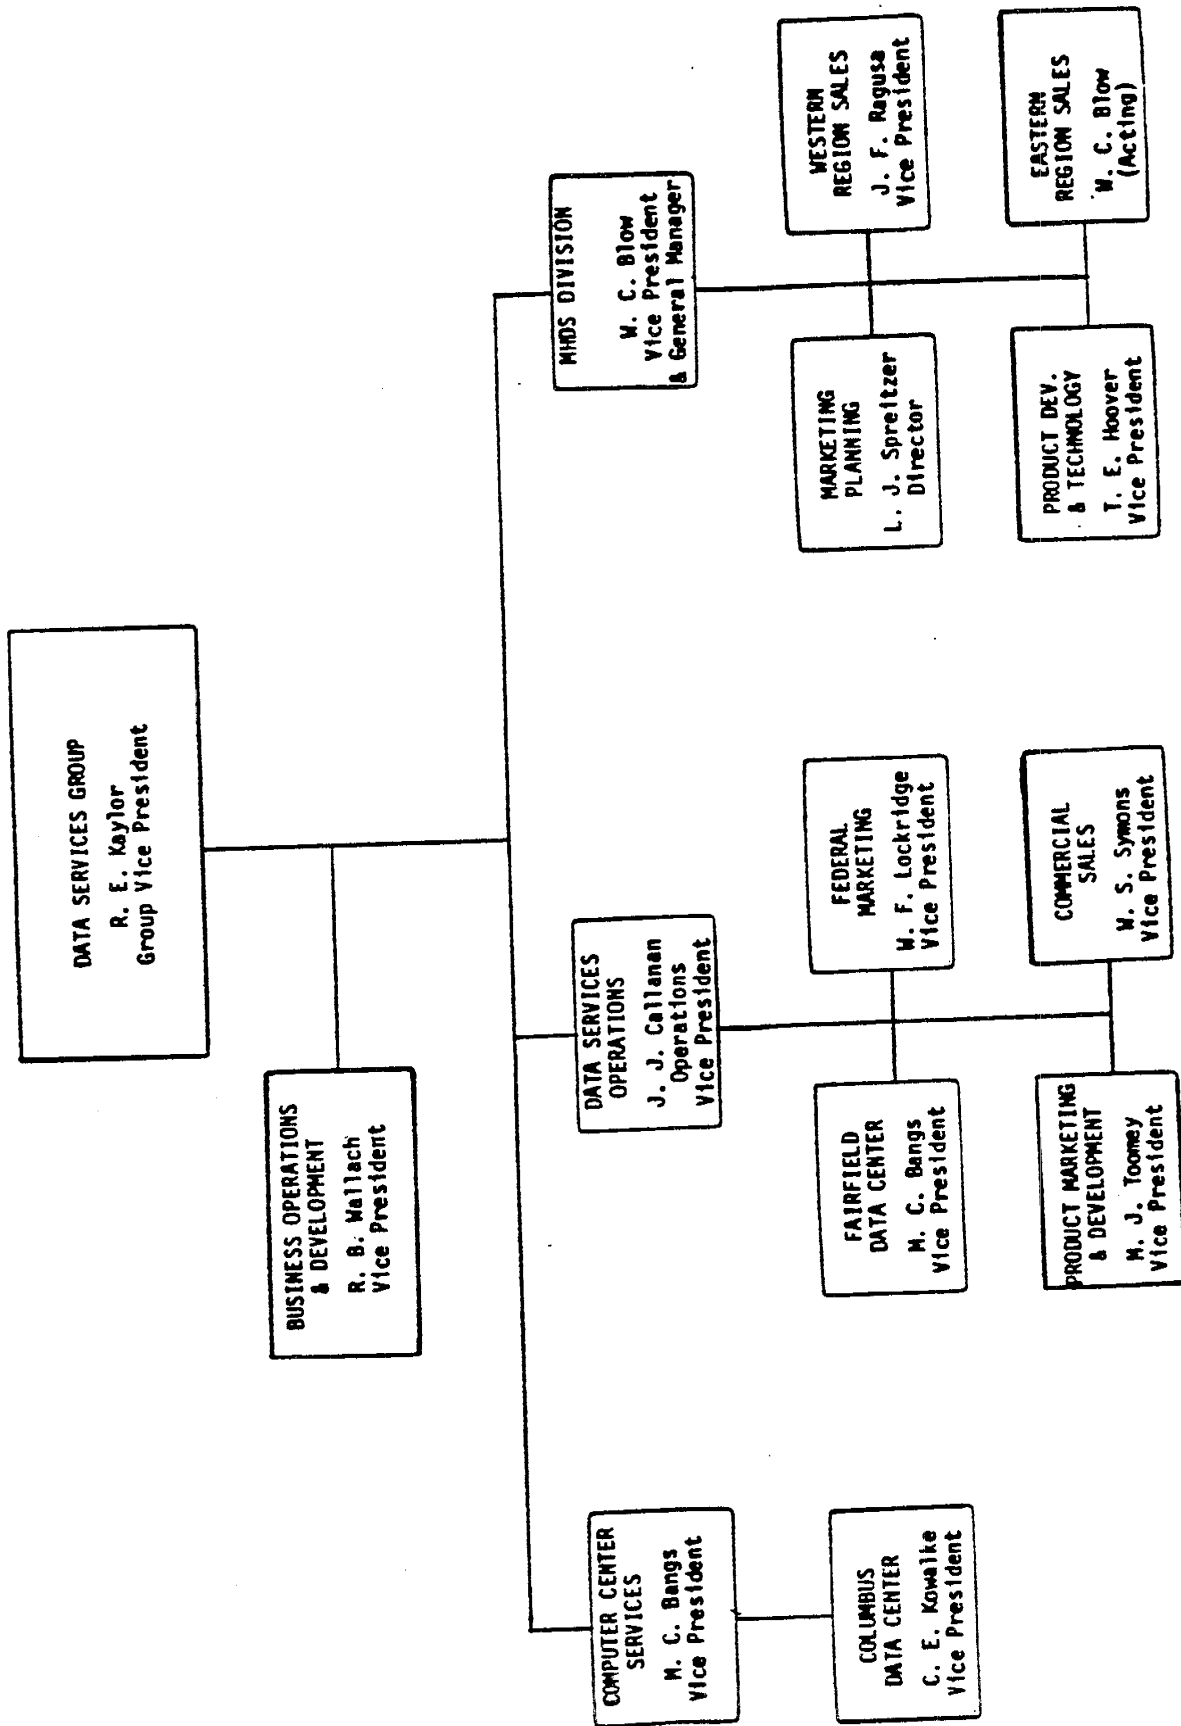 DATA SERVICES GROUP
R. E. Kaylor
Group Vice President
BUSINESS OPERATIONS
& DEVELOPMENT
R. B. Wallach
Vice President
COMPUTER CENTER
SERVICES
M. C. Bangs
Vice President
DATA SERVICES
OPERATIONS
J. J. Callanan
Operations
Vice President
MHDS DIVISION
W. C. Blow
Vice President
& General Manager
COLUMBUS
DATA CENTER
C. E. Kowalke
Vice President
FAIRFIELD
DATA CENTER
M. C. Bangs
Vice President
FEDERAL
MARKETING
W. F. Lockridge
Vice President
MARKETING
PLANNING
L. J. Spreitzer
Director
WESTERN
REGION SALES
J. F. Ragusa
Vice President
PRODUCT MARKETING
& DEVELOPMENT
M. J. Toomey
Vice President
COMMERCIAL
SALES
W. S. Symons
Vice President
PRODUCT DEV.
& TECHNOLOGY
T. E. Hoover
Vice President
EASTERN
REGION SALES
W. C. Blow
(Acting)